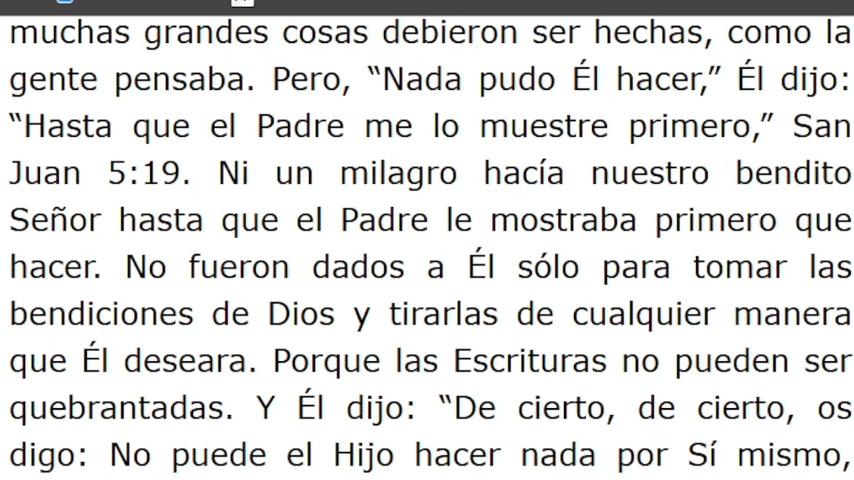 muchas grandes cosas debieron ser hechas, como la
gente pensaba. Pero, “Nada pudo Él hacer,” Él dijo:
“Hasta que el Padre me lo muestre primero,” San
Juan 5:19. Ni un milagro hacía nuestro bendito
Señor hasta que el Padre le mostraba primero que
hacer. No fueron dados a Él sólo para tomar las
bendiciones de Dios y tirarlas de cualquier manera
que Él deseara. Porque las Escrituras no pueden ser
quebrantadas. Y Él dijo: “De cierto, de cierto, os
digo: No puede el Hijo hacer nada por Sí mismo,